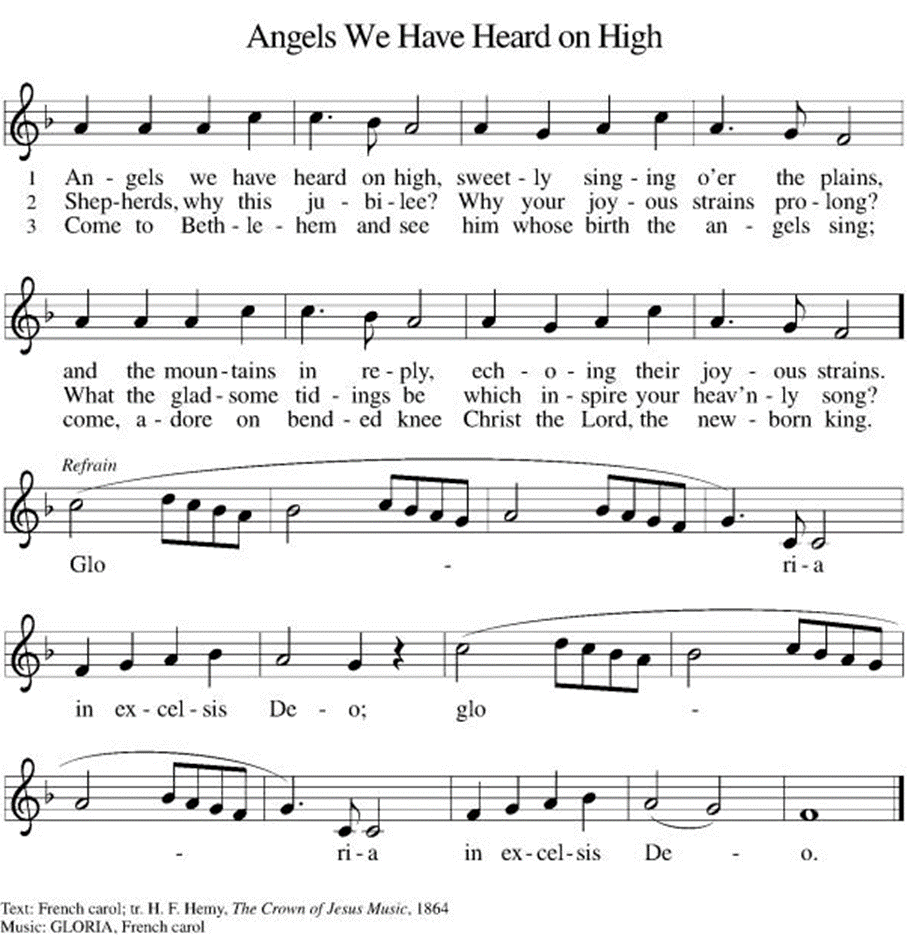 Angels We Have Heard on High
1 An - gels we have heard on high, sweet - ly sing - ing o'er the plains,
2 Shep - herds, why this ju - bi - lee? Why your joy - ous strains pro - long?
3 Come to Beth - le - hem and see him whose birth the an - gels sing;
and the moun - tains in re - ply, ech - o - ing their joy - ous strains.
What the glad - some tid - ings be which in - spire your heav'n - ly song?
come, a - dore on bend - ed knee Christ the Lord, the new - born king.
Refrain
Glo - ri - a
in ex - cel - sis De - o; glo -
- ri - a in ex - cel - sis De - o.
Text: French carol; tr. H. F. Hemy, The Crown of Jesus Music, 1864
Music: GLORIA, French carol